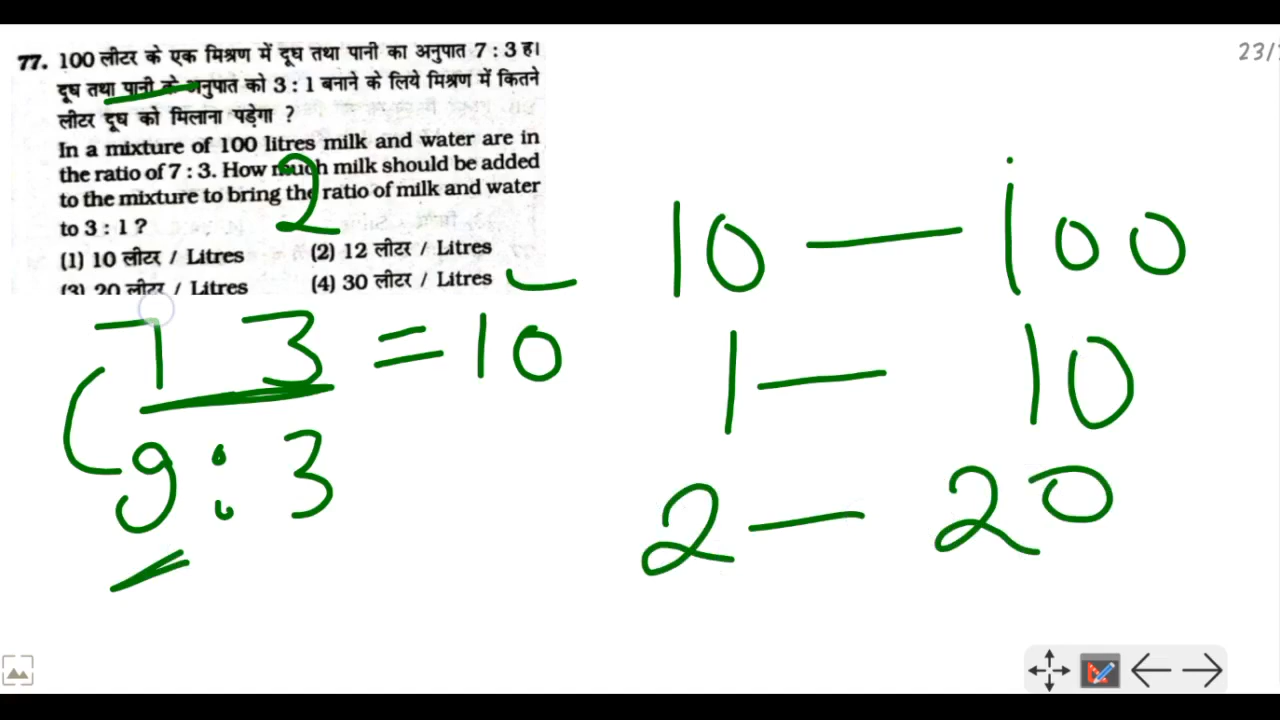 23/
77. 100 लीटर के एक मिश्रण में दूध तथा पानी का अनुपात 7 : 3 है।
दूध तथा पानी के अनुपात को 3 : 1 बनाने के लिये मिश्रण में कितने
लीटर दूध को मिलाना पड़ेगा ?
In a mixture of 100 litres milk and water are in
the ratio of 7 : 3. How much milk should be added
to the mixture to bring the ratio of milk and water
to 3 : 1 ?
2
(1) 10 लीटर / Litres (2) 12 लीटर / Litres
(3) 20 लीटर / Litres (4) 30 लीटर / Litres
7 3 = 10
9 : 3
10 — 100
1 — 10
2 — 20